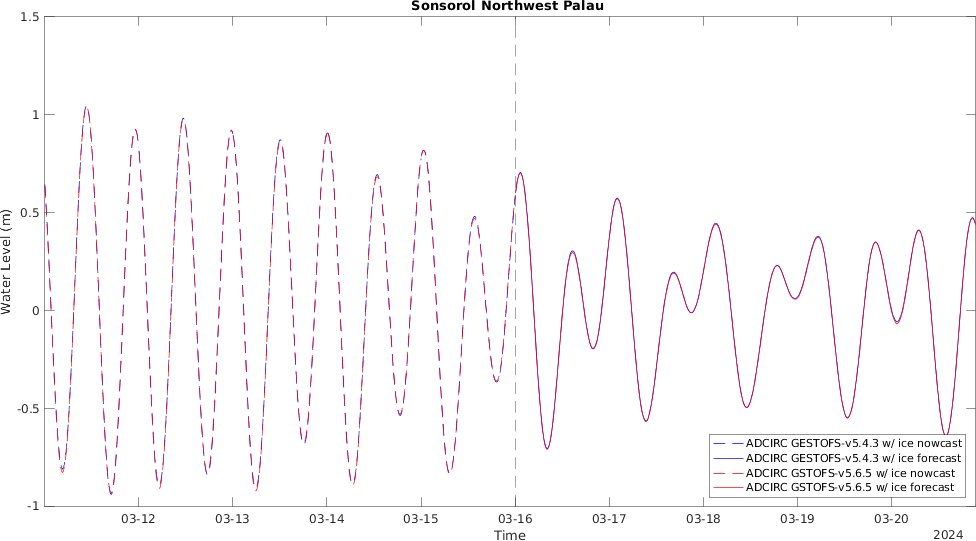 Sonsorol Northwest Palau
1.5
1
0.5
0
-0.5
-1
Water Level (m)
ADCIRC GESTOFS-v5.4.3 w/ ice nowcast
ADCIRC GESTOFS-v5.4.3 w/ ice forecast
ADCIRC GSTOFS-v5.6.5 w/ ice nowcast
ADCIRC GSTOFS-v5.6.5 w/ ice forecast
03-12 03-13 03-14 03-15 03-16 03-17 03-18 03-19 03-20
Time
2024